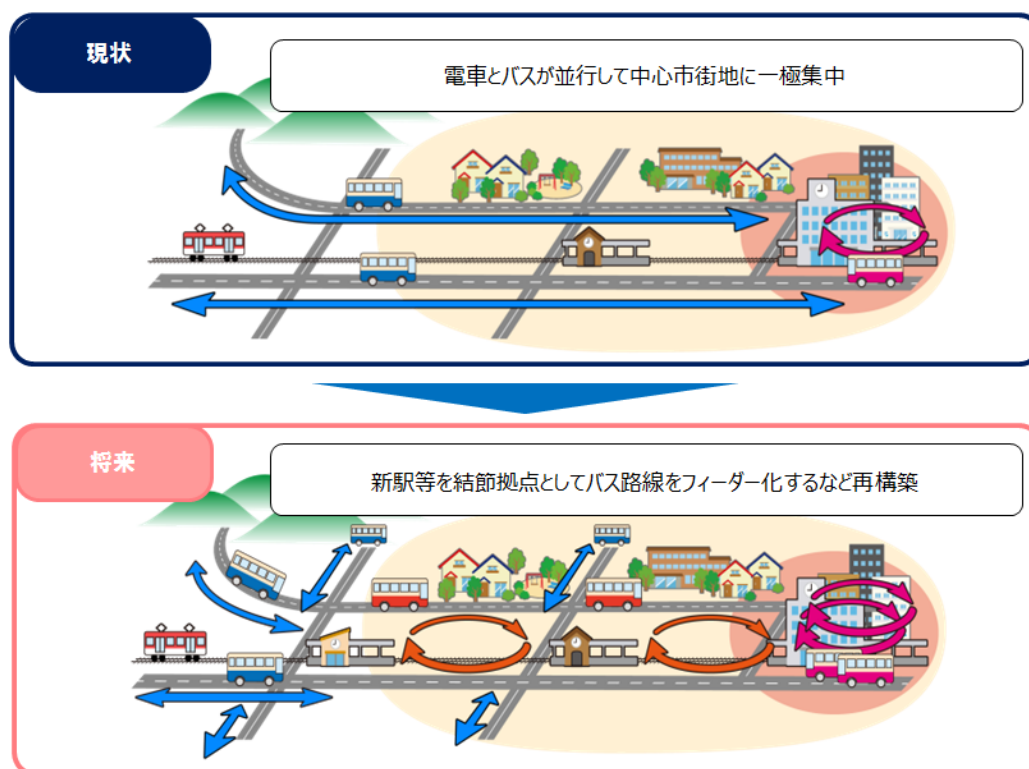 現状
電車とバスが並行して中心市街地に一極集中
将来
新駅等を結節拠点としてバス路線をフィーダー化するなど再構築